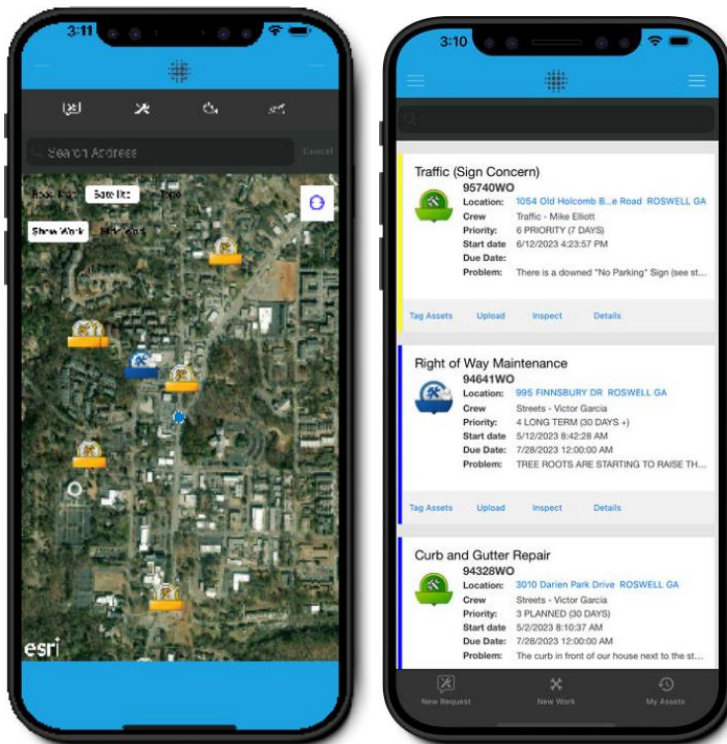 3:11
Search Address
Cancel
Satellite
Show Work
esri
3:10
Traffic (Sign Concern)
95740WO
Location: 1054 Old Holcomb B...e Road ROSWELL GA
Crew Traffic - Mike Elliott
Priority: 6 PRIORITY (7 DAYS)
Start date 6/12/2023 4:23:57 PM
Due Date:
Problem: There is a downed "No Parking" Sign (see st...
Tag Assets Upload Inspect Details
Right of Way Maintenance
94641WO
Location: 995 FINNSBURY DR ROSWELL GA
Crew Streets - Victor Garcia
Priority: 4 LONG TERM (30 DAYS +)
Start date 5/12/2023 8:42:28 AM
Due Date: 7/28/2023 12:00:00 AM
Problem: TREE ROOTS ARE STARTING TO RAISE TH...
Tag Assets Upload Inspect Details
Curb and Gutter Repair
94328WO
Location: 3010 Darien Park Drive ROSWELL GA
Crew Streets - Victor Garcia
Priority: 3 PLANNED (30 DAYS)
Start date 5/2/2023 8:10:37 AM
Due Date: 7/28/2023 12:00:00 AM
Problem: The curb in front of our house next to the st...
New Request New Work My Assets